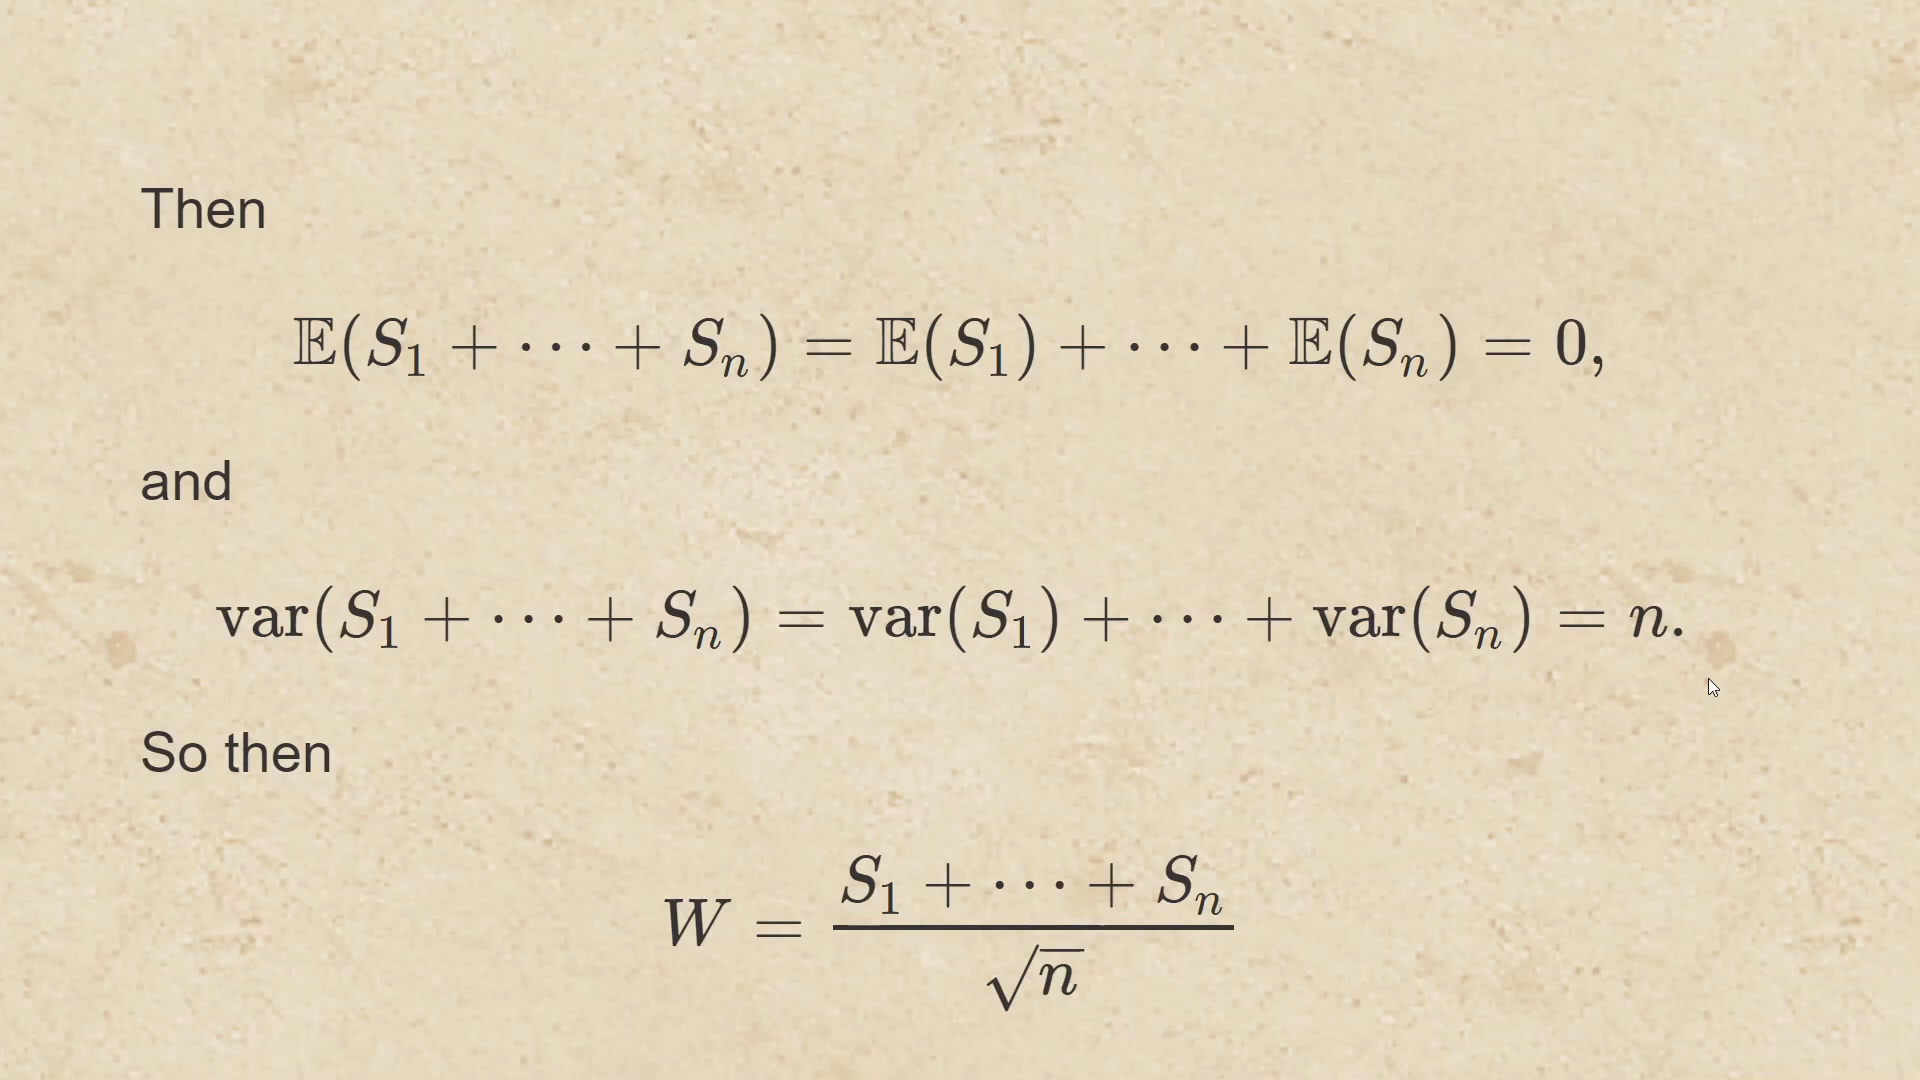 Then
𝔼(S₁ + ⋯ + Sₙ) = 𝔼(S₁) + ⋯ + 𝔼(Sₙ) = 0,
and
var(S₁ + ⋯ + Sₙ) = var(S₁) + ⋯ + var(Sₙ) = n.
So then
W = (S₁ + ⋯ + Sₙ) / √n